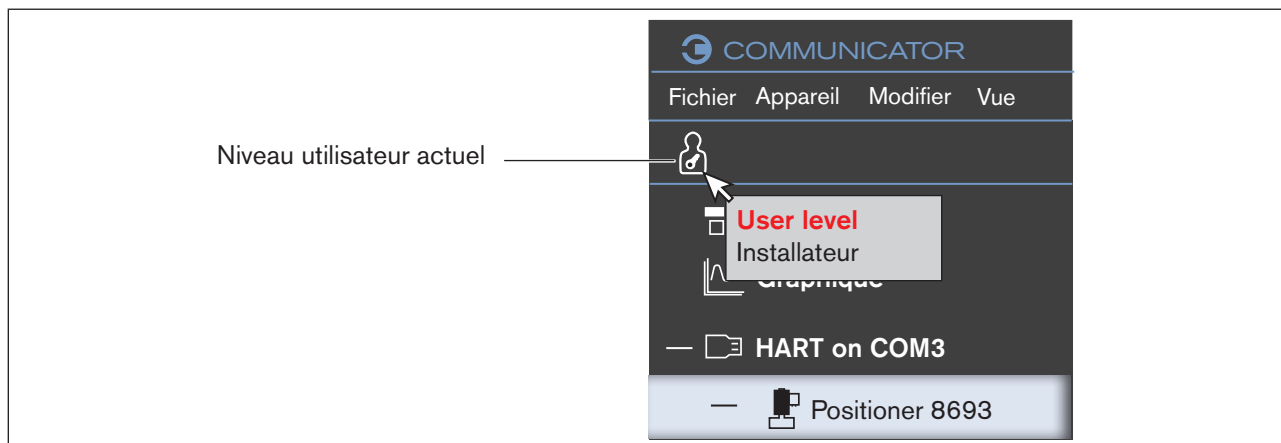 COMMUNICATOR
Fichier Appareil Modifier Vue
Niveau utilisateur actuel
User level
Installateur
Graphique
HART on COM3
Positioner 8693